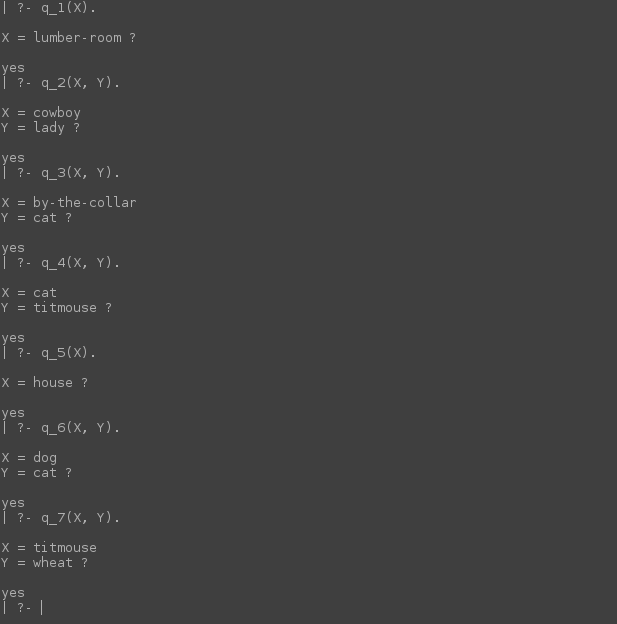 | ?- q_1(X).
X = lumber-room ?
yes
| ?- q_2(X, Y).
X = cowboy
Y = lady ?
yes
| ?- q_3(X, Y).
X = by-the-collar
Y = cat ?
yes
| ?- q_4(X, Y).
X = cat
Y = titmouse ?
yes
| ?- q_5(X).
X = house ?
yes
| ?- q_6(X, Y).
X = dog
Y = cat ?
yes
| ?- q_7(X, Y).
X = titmouse
Y = wheat ?
yes
| ?-